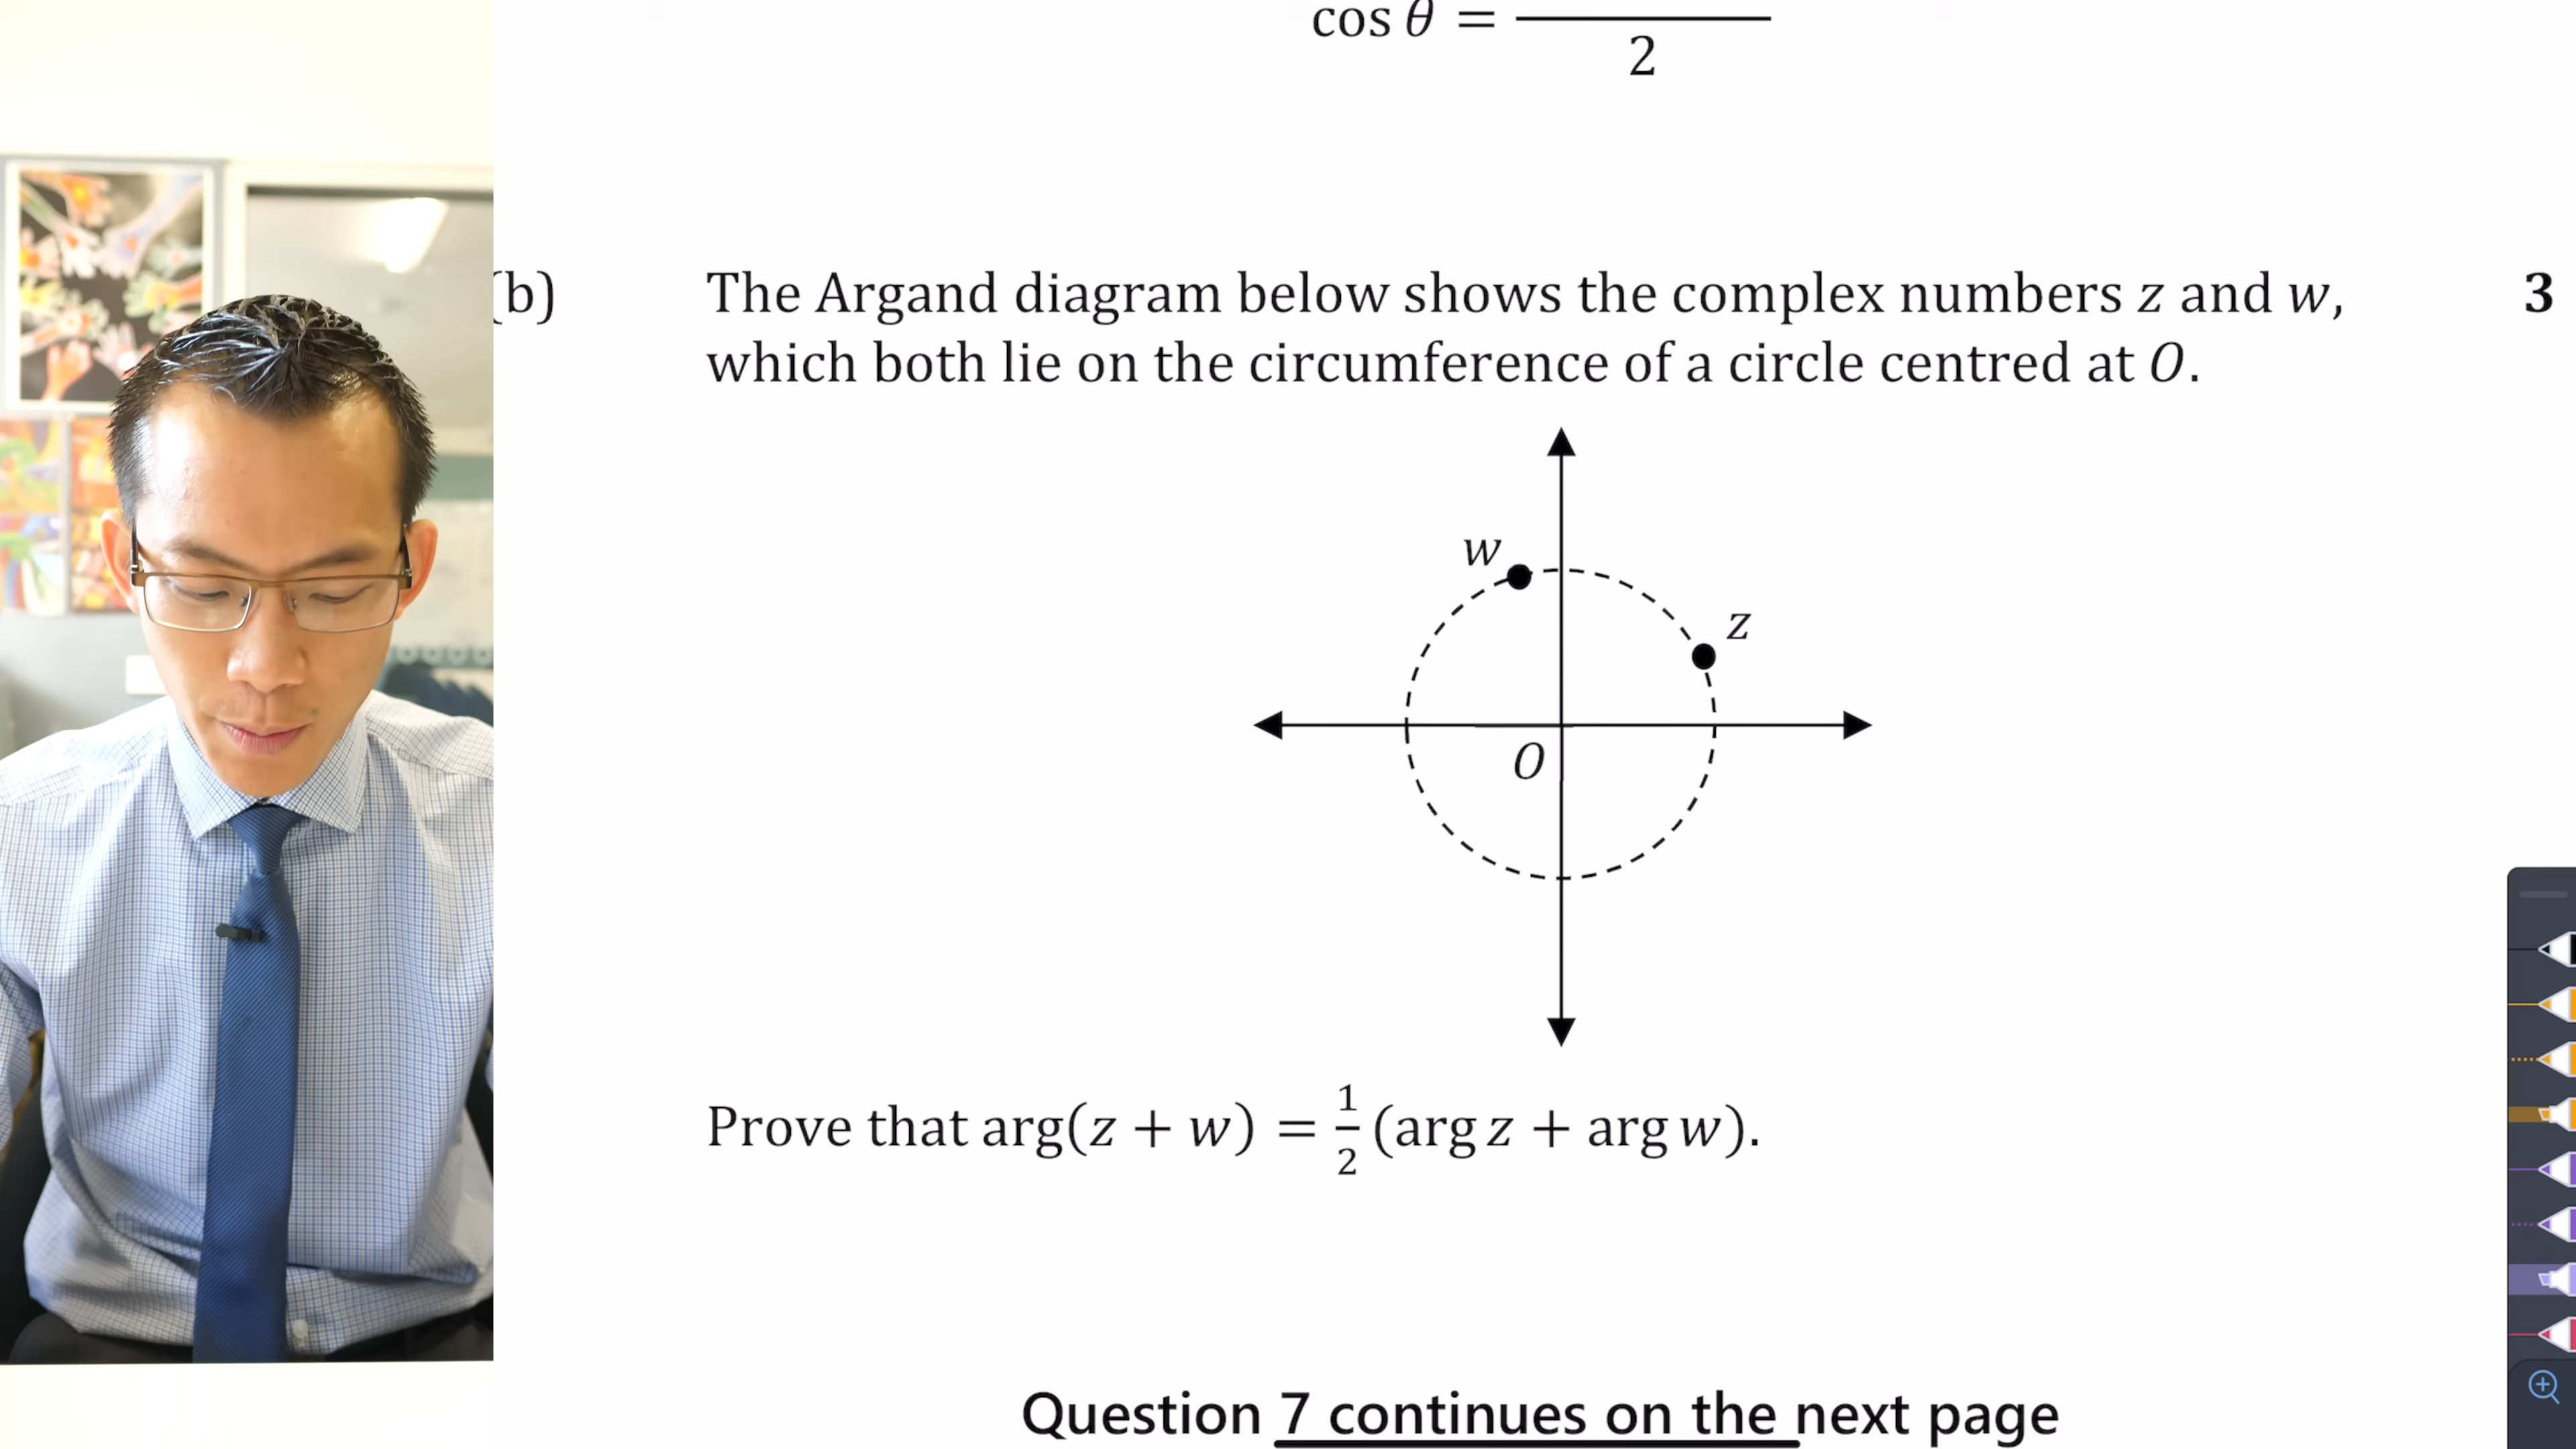 cos θ = 
2
(b)
The Argand diagram below shows the complex numbers z and w,
3
which both lie on the circumference of a circle centred at O.
w
z
O
Prove that arg(z + w) = 1/2 (arg z + arg w).
Question 7 continues on the next page